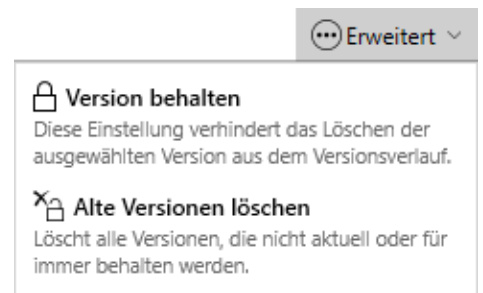 Erweitert
Version behalten
Diese Einstellung verhindert das Löschen der
ausgewählten Version aus dem Versionsverlauf.
Alte Versionen löschen
Löscht alle Versionen, die nicht aktuell oder für
immer behalten werden.